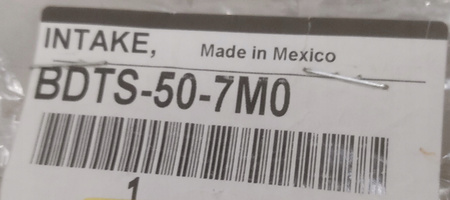 INTAKE, Made in Mexico
BDTS-50-7M0
1